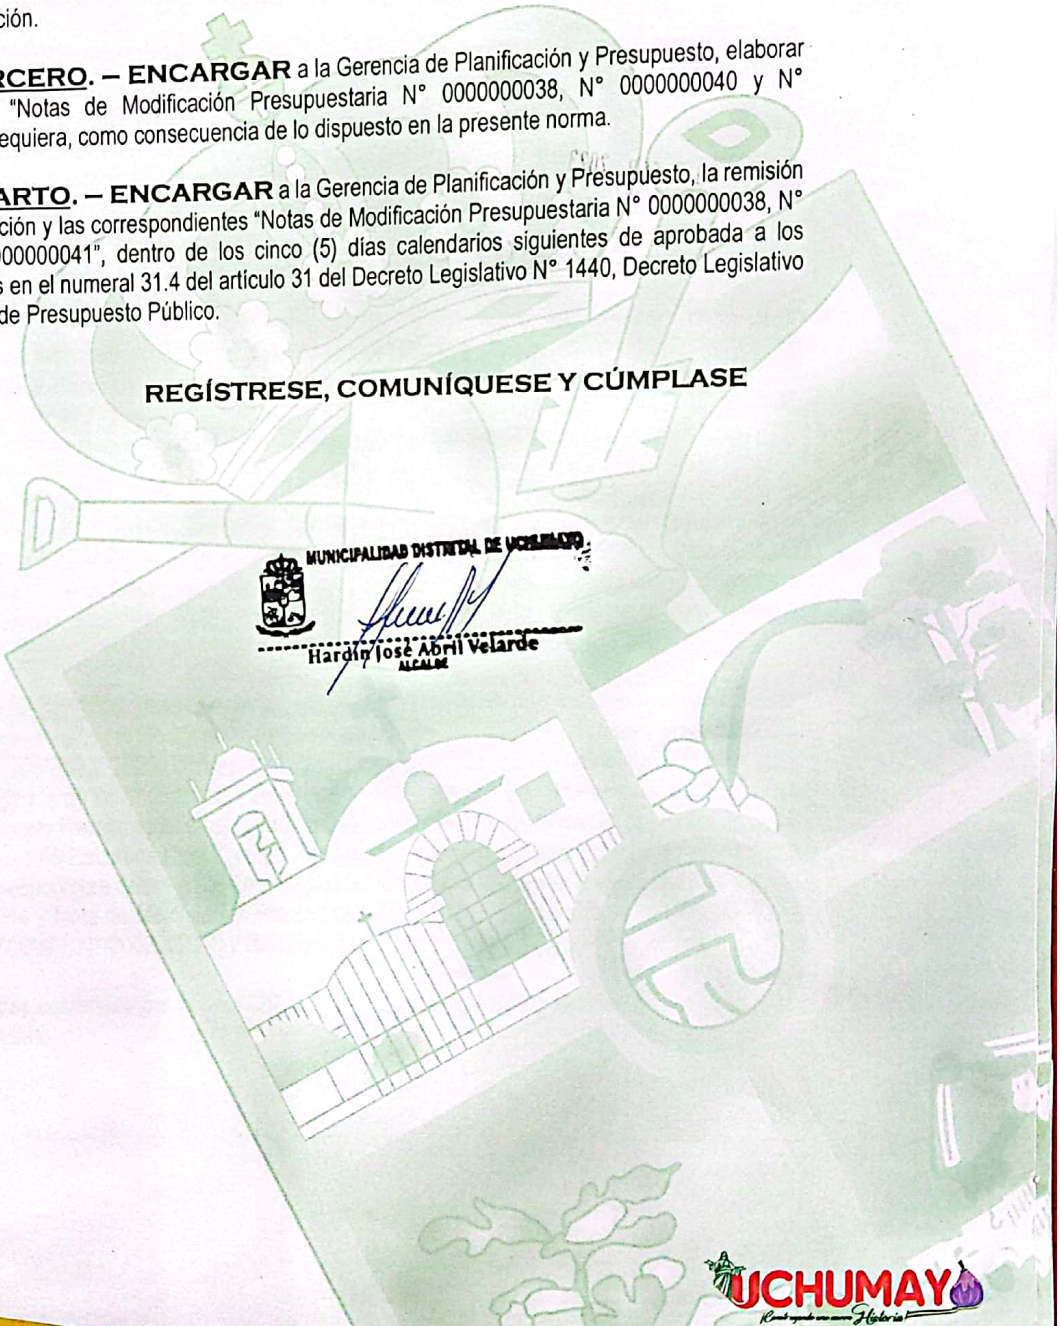 ción.
RCERO. – ENCARGAR a la Gerencia de Planificación y Presupuesto, elaborar
"Notas de Modificación Presupuestaria N° 0000000038, N° 0000000040 y N°
equiera, como consecuencia de lo dispuesto en la presente norma.
ARTO. – ENCARGAR a la Gerencia de Planificación y Presupuesto, la remisión
ción y las correspondientes "Notas de Modificación Presupuestaria N° 0000000038, N°
000000041", dentro de los cinco (5) días calendarios siguientes de aprobada a los
s en el numeral 31.4 del artículo 31 del Decreto Legislativo N° 1440, Decreto Legislativo
de Presupuesto Público.
REGÍSTRESE, COMUNÍQUESE Y CÚMPLASE
MUNICIPALIDAD DISTRITAL DE UCHUMAYO
Hardin José Abril Velarde
ALCALDE
UCHUMAYO
Historia!